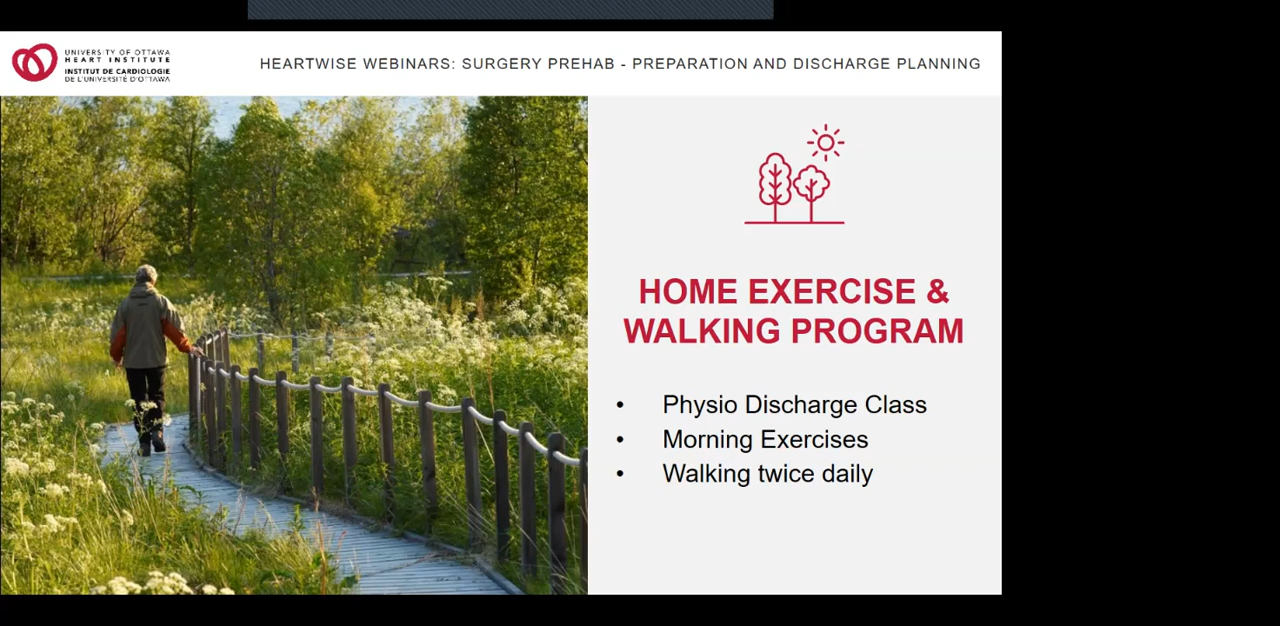 UNIVERSITY OF OTTAWA
HEART INSTITUTE
INSTITUT DE CARDIOLOGIE
DE L'UNIVERSITÉ D'OTTAWA
HEARTWISE WEBINARS: SURGERY PREHAB - PREPARATION AND DISCHARGE PLANNING
HOME EXERCISE &
WALKING PROGRAM
• Physio Discharge Class
• Morning Exercises
• Walking twice daily